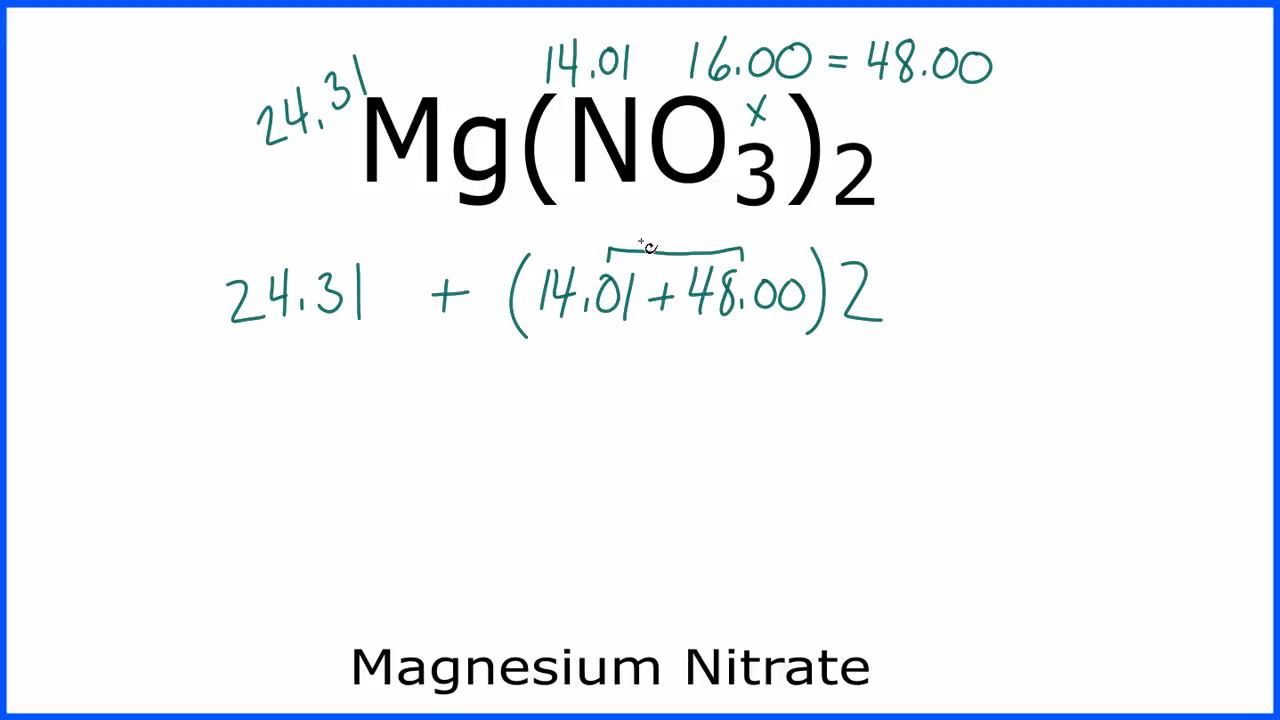 24.31 14.01 16.00 = 48.00
x
Mg(NO3)2
24.31 + (14.01 + 48.00) 2
Magnesium Nitrate